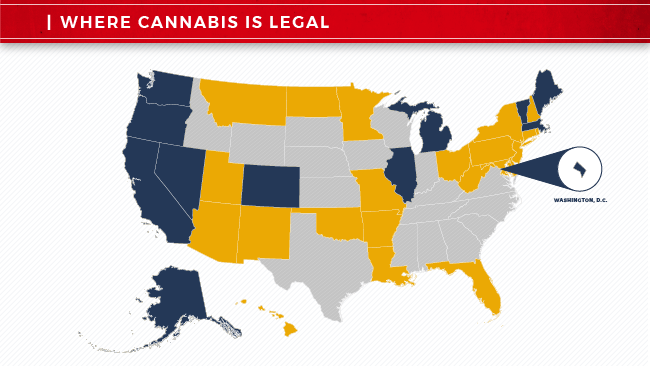 | WHERE CANNABIS IS LEGAL
WASHINGTON, D.C.